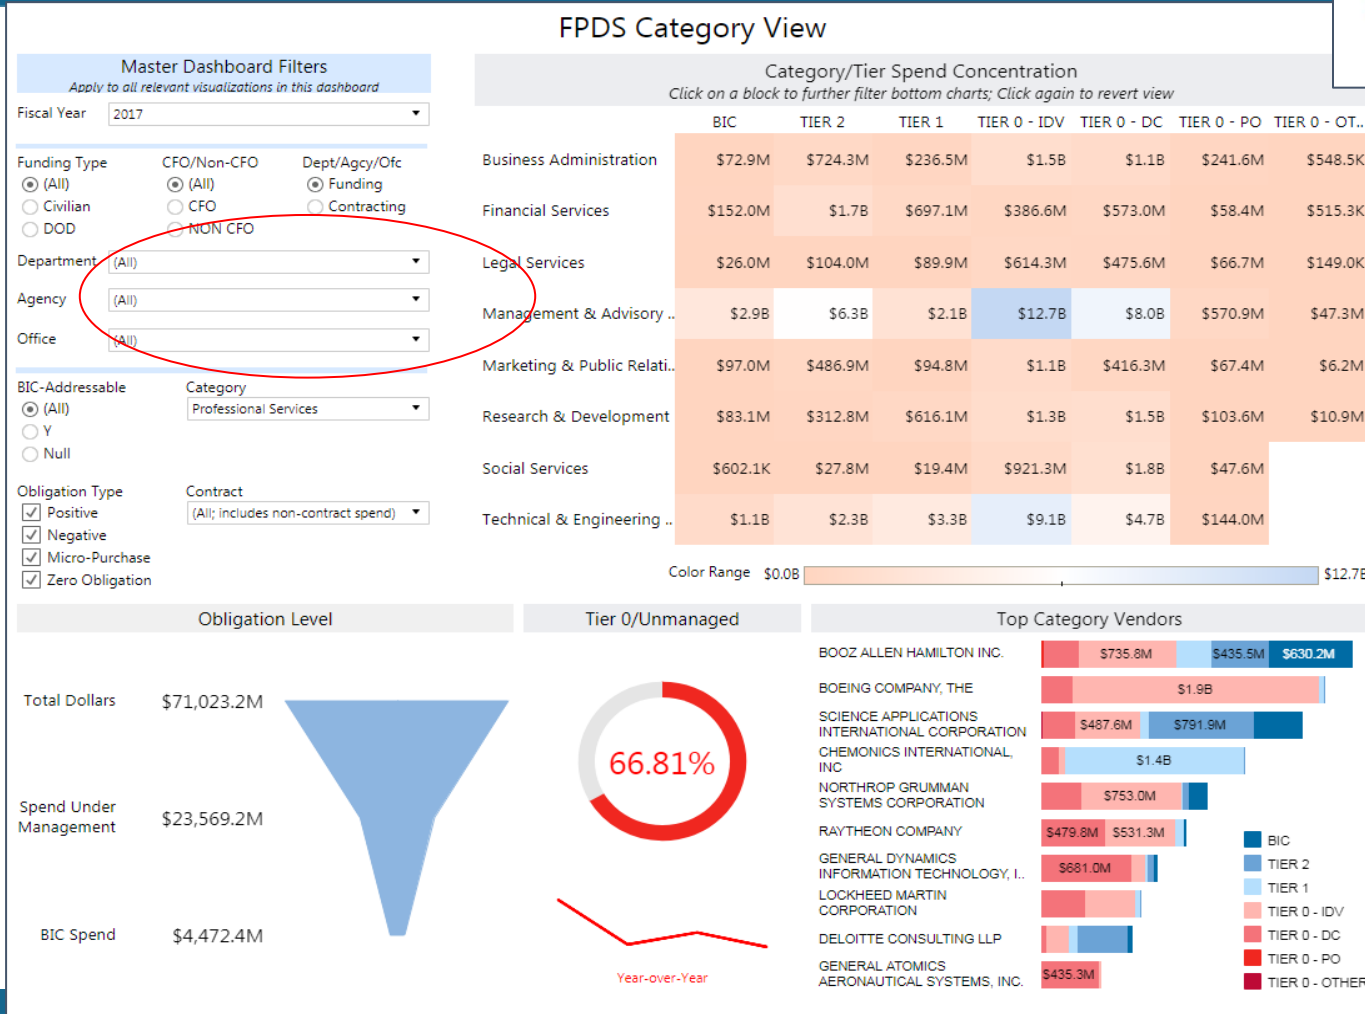 FPDS Category View
Master Dashboard Filters
Apply to all relevant visualizations in this dashboard
Fiscal Year 2017
Funding Type CFO/Non-CFO Dept/Agcy/Ofc
(All) (All) Funding
Civilian CFO Contracting
DOD NON CFO
Department (All)
Agency (All)
Office (All)
BIC-Addressable Category
(All) Professional Services
Y
Null
Obligation Type Contract
Positive (All; includes non-contract spend)
Negative
Micro-Purchase
Zero Obligation
Category/Tier Spend Concentration
Click on a block to further filter bottom charts; Click again to revert view
BIC TIER 2 TIER 1 TIER 0 - IDV TIER 0 - DC TIER 0 - PO TIER 0 - OT..
Business Administration $72.9M $724.3M $236.5M $1.5B $1.1B $241.6M $548.5K
Financial Services $152.0M $1.7B $697.1M $386.6M $573.0M $58.4M $515.3K
Legal Services $26.0M $104.0M $89.9M $614.3M $475.6M $66.7M $149.0K
Management & Advisory .. $2.9B $6.3B $2.1B $12.7B $8.0B $570.9M $47.3M
Marketing & Public Relati.. $97.0M $486.9M $94.8M $1.1B $416.3M $67.4M $6.2M
Research & Development $83.1M $312.8M $616.1M $1.3B $1.5B $103.6M $10.9M
Social Services $602.1K $27.8M $19.4M $921.3M $1.8B $47.6M
Technical & Engineering .. $1.1B $2.3B $3.3B $9.1B $4.7B $144.0M
Color Range $0.0B $12.7B
Obligation Level
Total Dollars $71,023.2M
Spend Under
Management $23,569.2M
BIC Spend $4,472.4M
Tier 0/Unmanaged
66.81%
Year-over-Year
Top Category Vendors
BOOZ ALLEN HAMILTON INC. $735.8M $435.5M $630.2M
BOEING COMPANY, THE $1.9B
SCIENCE APPLICATIONS
INTERNATIONAL CORPORATION $487.6M $791.9M
CHEMONICS INTERNATIONAL,
INC $1.4B
NORTHROP GRUMMAN
SYSTEMS CORPORATION $753.0M
RAYTHEON COMPANY $479.8M $531.3M
GENERAL DYNAMICS
INFORMATION TECHNOLOGY, I.. $681.0M
LOCKHEED MARTIN
CORPORATION
DELOITTE CONSULTING LLP
GENERAL ATOMICS
AERONAUTICAL SYSTEMS, INC. $435.3M
BIC
TIER 2
TIER 1
TIER 0 - IDV
TIER 0 - DC
TIER 0 - PO
TIER 0 - OTHER